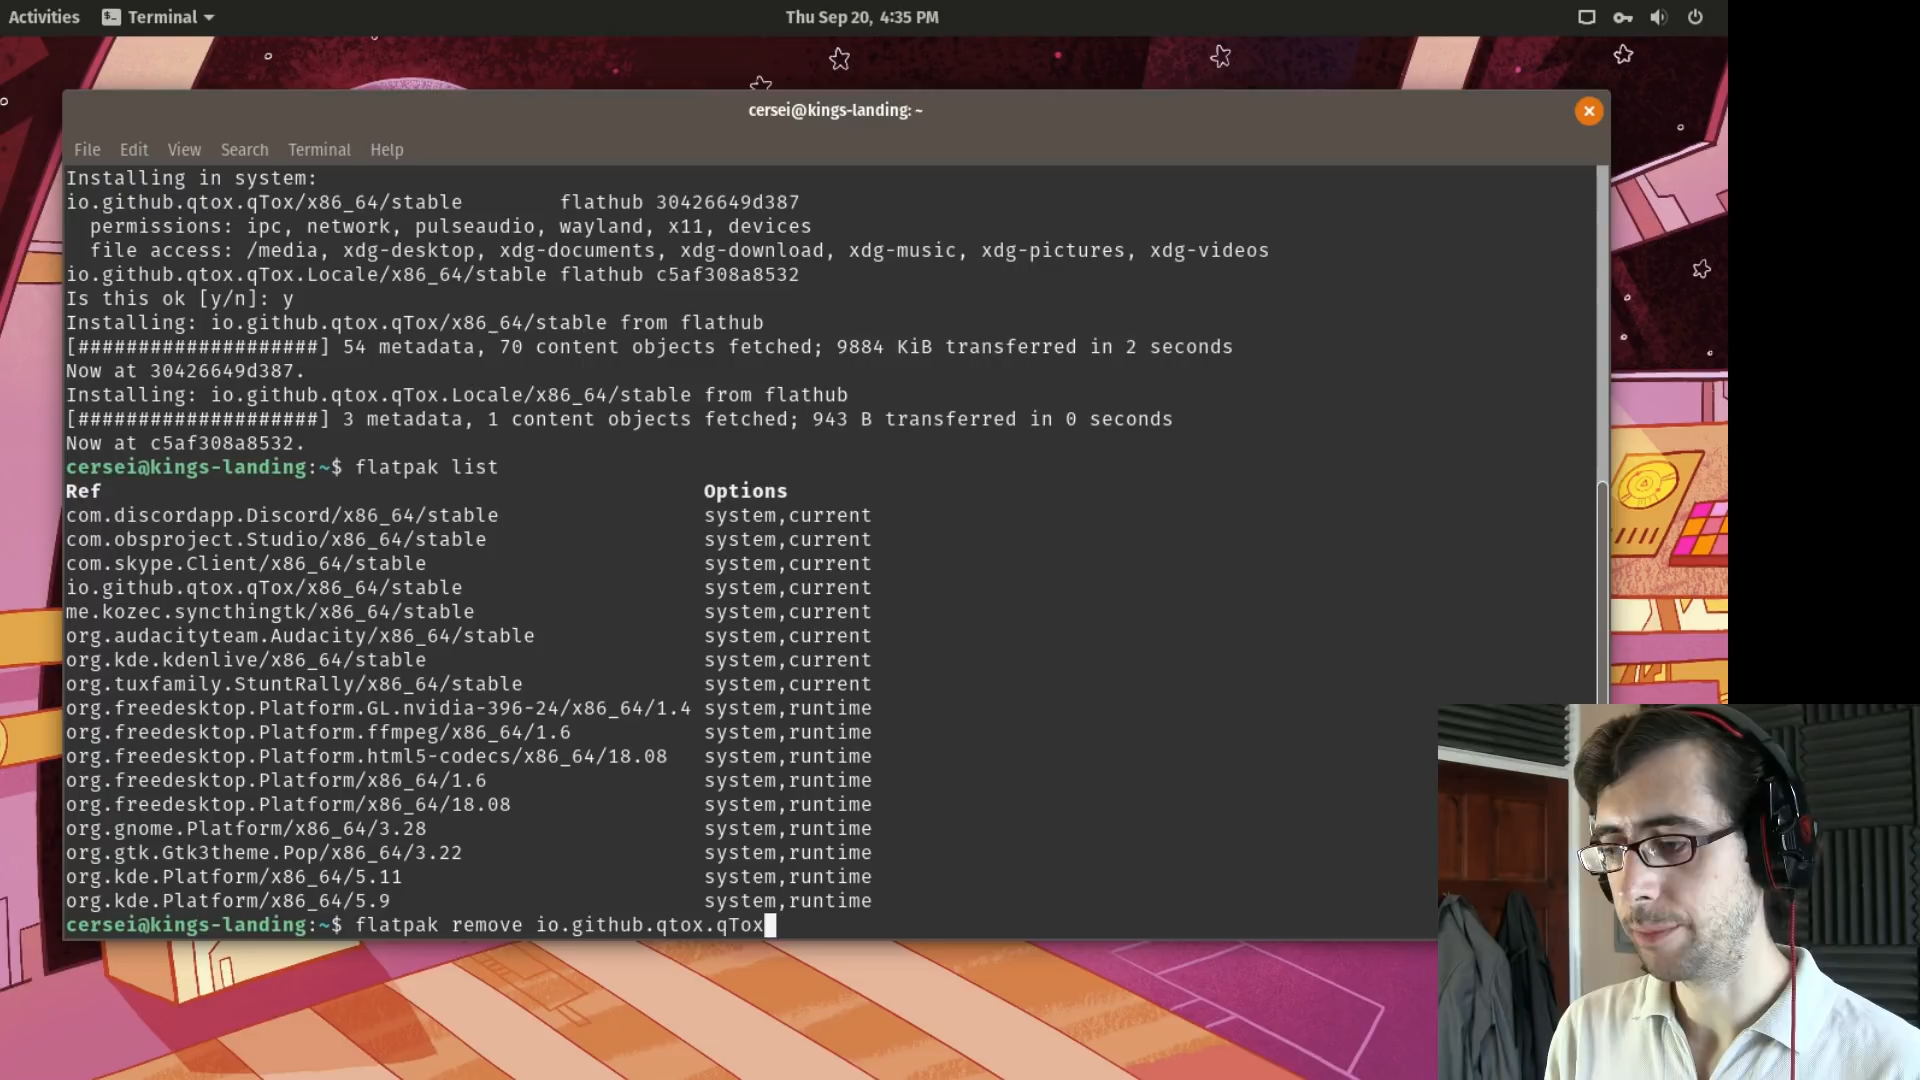 Activities Terminal Thu Sep 20, 4:35 PM
cersei@kings-landing: ~
File Edit View Search Terminal Help
Installing in system:
io.github.qtox.qTox/x86_64/stable flathub 30426649d387
permissions: ipc, network, pulseaudio, wayland, x11, devices
file access: /media, xdg-desktop, xdg-documents, xdg-download, xdg-music, xdg-pictures, xdg-videos
io.github.qtox.qTox.Locale/x86_64/stable flathub c5af308a8532
Is this ok [y/n]: y
Installing: io.github.qtox.qTox/x86_64/stable from flathub
[####################] 54 metadata, 70 content objects fetched; 9884 KiB transferred in 2 seconds
Now at 30426649d387.
Installing: io.github.qtox.qTox.Locale/x86_64/stable from flathub
[####################] 3 metadata, 1 content objects fetched; 943 B transferred in 0 seconds
Now at c5af308a8532.
cersei@kings-landing:~$ flatpak list
Ref Options
com.discordapp.Discord/x86_64/stable system,current
com.obsproject.Studio/x86_64/stable system,current
com.skype.Client/x86_64/stable system,current
io.github.qtox.qTox/x86_64/stable system,current
me.kozec.syncthingtk/x86_64/stable system,current
org.audacityteam.Audacity/x86_64/stable system,current
org.kde.kdenlive/x86_64/stable system,current
org.tuxfamily.StuntRally/x86_64/stable system,current
org.freedesktop.Platform.GL.nvidia-396-24/x86_64/1.4 system,runtime
org.freedesktop.Platform.ffmpeg/x86_64/1.6 system,runtime
org.freedesktop.Platform.html5-codecs/x86_64/18.08 system,runtime
org.freedesktop.Platform/x86_64/1.6 system,runtime
org.freedesktop.Platform/x86_64/18.08 system,runtime
org.gnome.Platform/x86_64/3.28 system,runtime
org.gtk.Gtk3theme.Pop/x86_64/3.22 system,runtime
org.kde.Platform/x86_64/5.11 system,runtime
org.kde.Platform/x86_64/5.9 system,runtime
cersei@kings-landing:~$ flatpak remove io.github.qtox.qTox